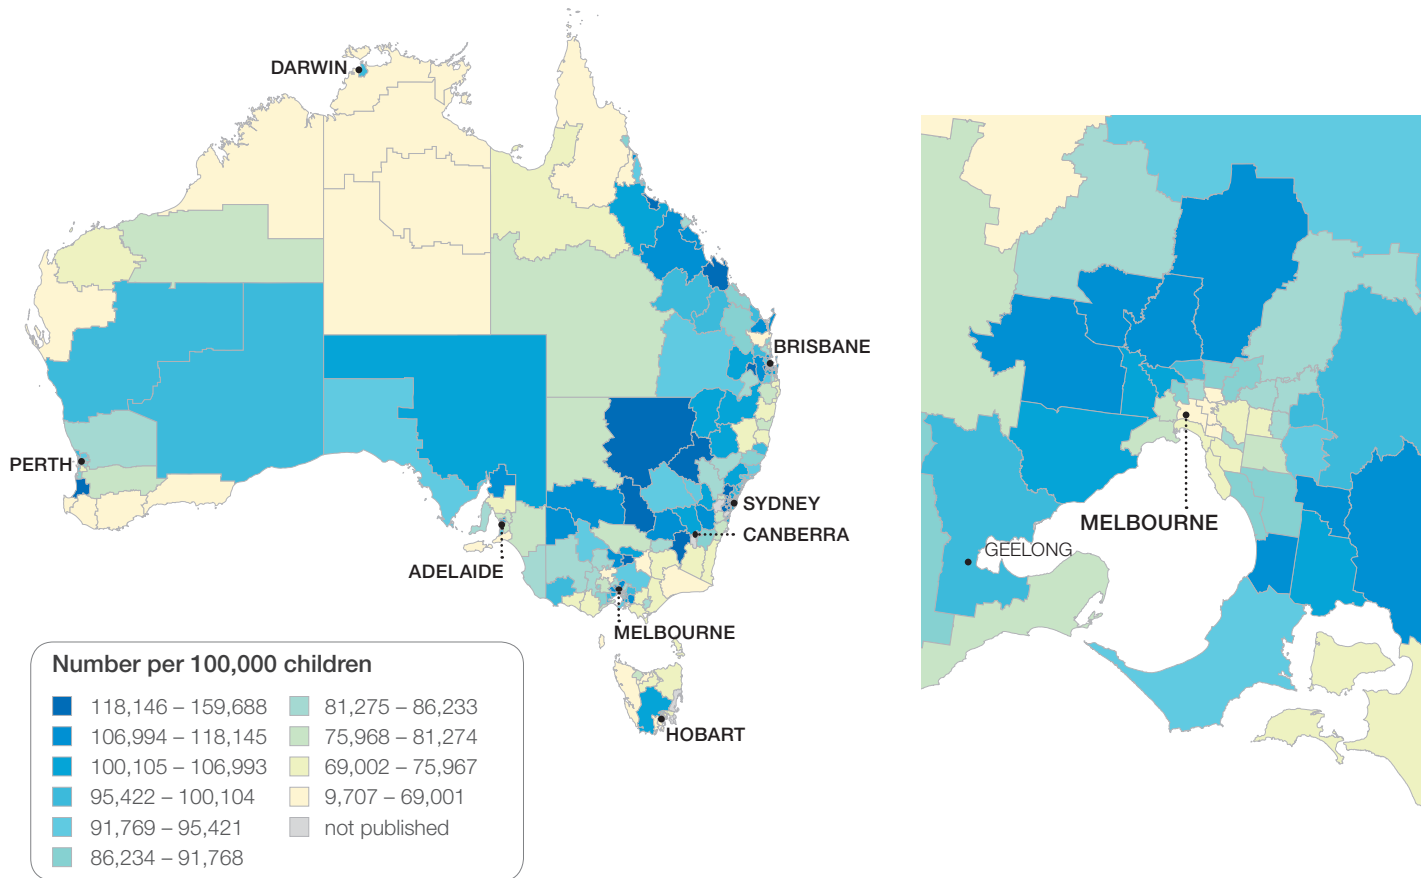 DARWIN
BRISBANE
PERTH
SYDNEY
CANBERRA
ADELAIDE
MELBOURNE
HOBART
MELBOURNE
GEELONG
Number per 100,000 children
118,146 – 159,688
106,994 – 118,145
100,105 – 106,993
95,422 – 100,104
91,769 – 95,421
86,234 – 91,768
81,275 – 86,233
75,968 – 81,274
69,002 – 75,967
9,707 – 69,001
not published